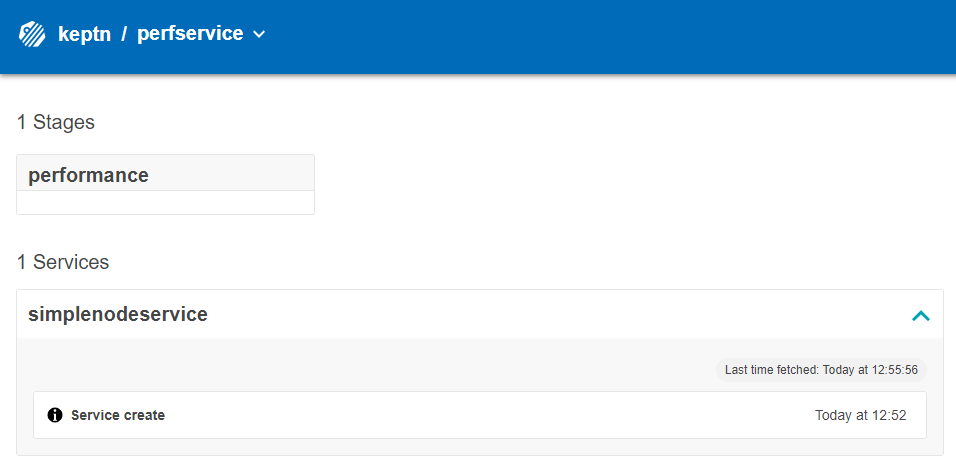 keptn / perfservice
1 Stages
performance
1 Services
simplenodeservice
Last time fetched: Today at 12:55:56
Service create Today at 12:52